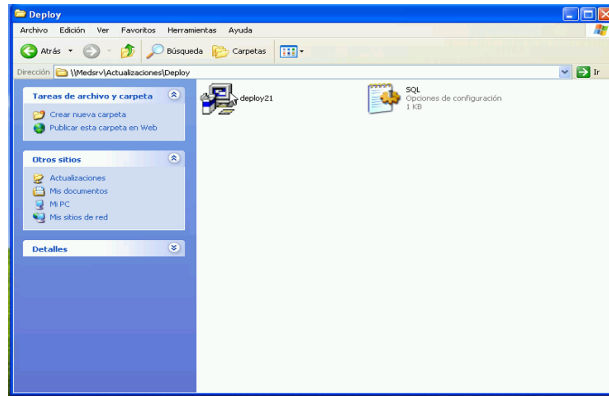 Deploy
Archivo Edición Ver Favoritos Herramientas Ayuda
Atrás Búsqueda Carpetas
Dirección \\Medsrv\Actualizaciones\Deploy Ir
Tareas de archivo y carpeta
Crear nueva carpeta
Publicar esta carpeta en Web
Otros sitios
Actualizaciones
Mis documentos
Mi PC
Mis sitios de red
Detalles
deploy21
SQL
Opciones de configuración
1 KB